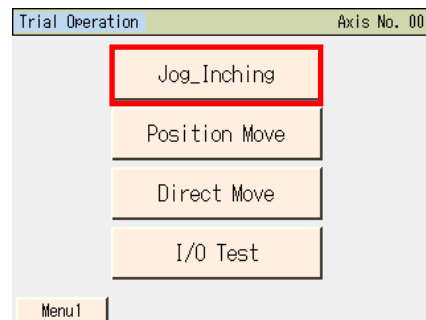 Trial Operation Axis No. 00
Jog_Inching
Position Move
Direct Move
I/O Test
Menu1